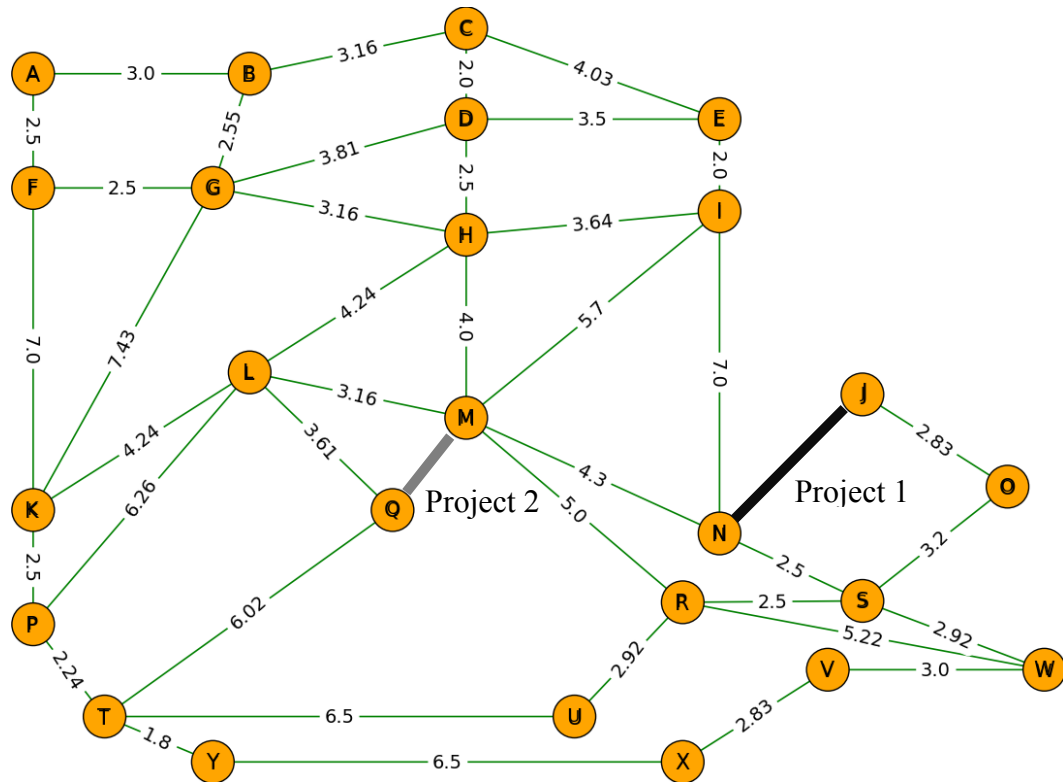 C
3.16
A
3.0
B
2.0
4.03
2.5
2.55
D
3.5
E
3.81
2.5
2.0
F
2.5
G
3.16
H
3.64
I
4.24
4.0
5.7
7.0
7.43
7.0
L
3.16
M
J
4.24
3.61
4.3
2.83
6.26
5.0
K
Q
Project 2
Project 1
O
N
2.5
2.5
3.2
P
6.02
R
2.5
S
2.24
2.92
5.22
2.92
V
3.0
W
T
6.5
U
1.8
2.83
Y
6.5
X